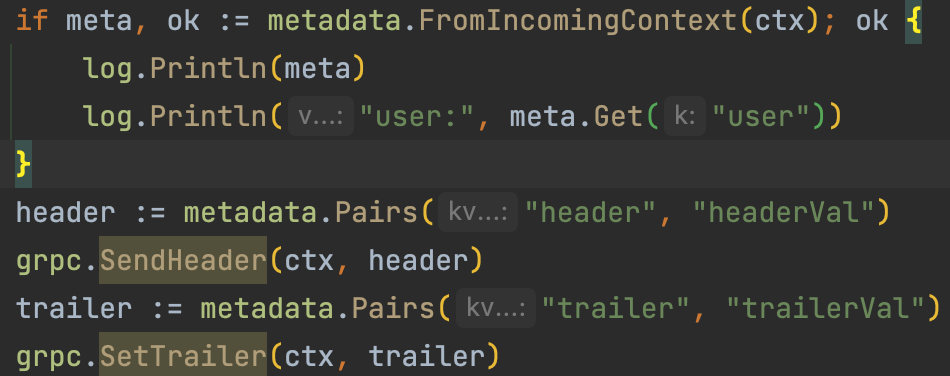 if meta, ok := metadata.FromIncomingContext(ctx); ok {
    log.Println(meta)
    log.Println( v...: "user:", meta.Get( k: "user"))
}
header := metadata.Pairs( kv...: "header", "headerVal")
grpc.SendHeader(ctx, header)
trailer := metadata.Pairs( kv...: "trailer", "trailerVal")
grpc.SetTrailer(ctx, trailer)